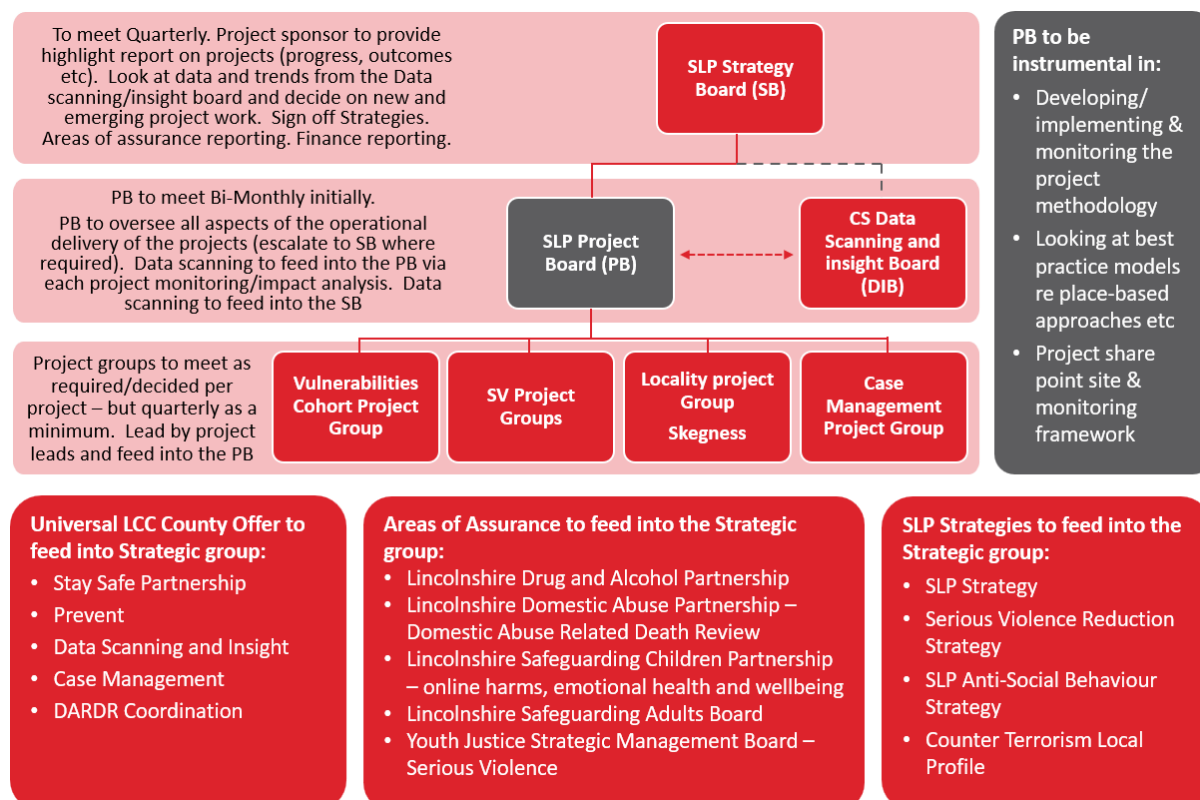 To meet Quarterly. Project sponsor to provide
highlight report on projects (progress, outcomes
etc). Look at data and trends from the Data
scanning/insight board and decide on new and
emerging project work. Sign off Strategies.
Areas of assurance reporting. Finance reporting.
SLP Strategy
Board (SB)
PB to be
instrumental in:
• Developing/
implementing &
monitoring the
project
methodology
• Looking at best
practice models
re place-based
approaches etc
• Project share
point site &
monitoring
framework
PB to meet Bi-Monthly initially.
PB to oversee all aspects of the operational
delivery of the projects (escalate to SB where
required). Data scanning to feed into the PB via
each project monitoring/impact analysis. Data
scanning to feed into the SB
SLP Project
Board (PB)
CS Data
Scanning and
insight Board
(DIB)
Project groups to meet as
required/decided per
project – but quarterly as a
minimum. Lead by project
leads and feed into the PB
Vulnerabilities
Cohort Project
Group
SV Project
Groups
Locality project
Group
Skegness
Case
Management
Project Group
Universal LCC County Offer to
feed into Strategic group:
• Stay Safe Partnership
• Prevent
• Data Scanning and Insight
• Case Management
• DARDR Coordination
Areas of Assurance to feed into the Strategic
group:
• Lincolnshire Drug and Alcohol Partnership
• Lincolnshire Domestic Abuse Partnership –
Domestic Abuse Related Death Review
• Lincolnshire Safeguarding Children Partnership
– online harms, emotional health and wellbeing
• Lincolnshire Safeguarding Adults Board
• Youth Justice Strategic Management Board –
Serious Violence
SLP Strategies to feed into the
Strategic group:
• SLP Strategy
• Serious Violence Reduction
Strategy
• SLP Anti-Social Behaviour
Strategy
• Counter Terrorism Local
Profile